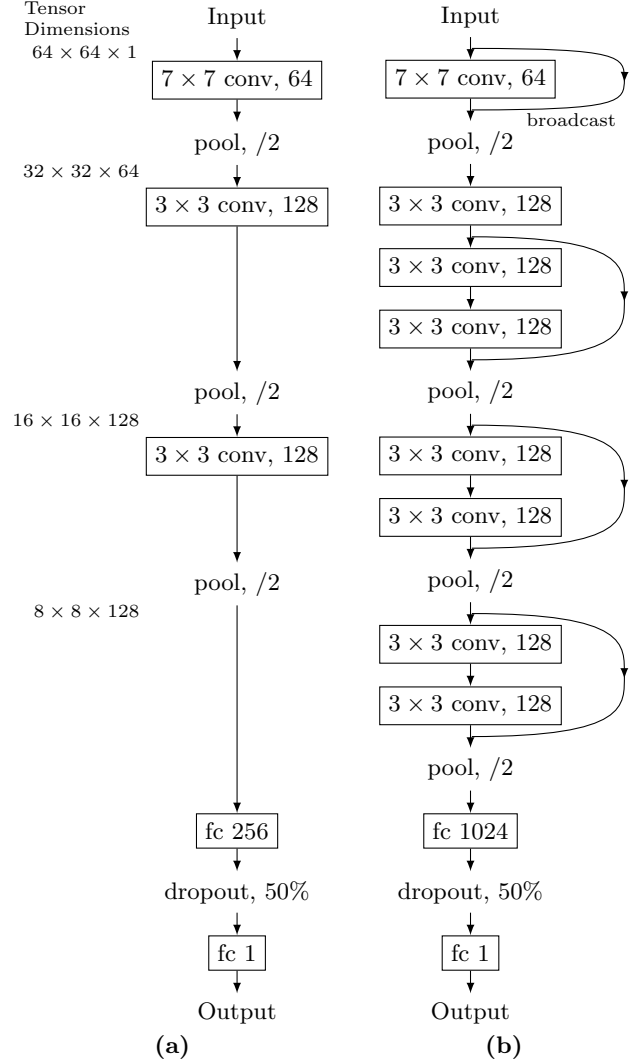 Tensor
Dimensions
64 × 64 × 1
32 × 32 × 64
16 × 16 × 128
8 × 8 × 128
Input
7 × 7 conv, 64
pool, /2
3 × 3 conv, 128
pool, /2
3 × 3 conv, 128
pool, /2
fc 256
dropout, 50%
fc 1
Output
(a)
Input
7 × 7 conv, 64
broadcast
pool, /2
3 × 3 conv, 128
3 × 3 conv, 128
3 × 3 conv, 128
pool, /2
3 × 3 conv, 128
3 × 3 conv, 128
pool, /2
3 × 3 conv, 128
3 × 3 conv, 128
pool, /2
fc 1024
dropout, 50%
fc 1
Output
(b)